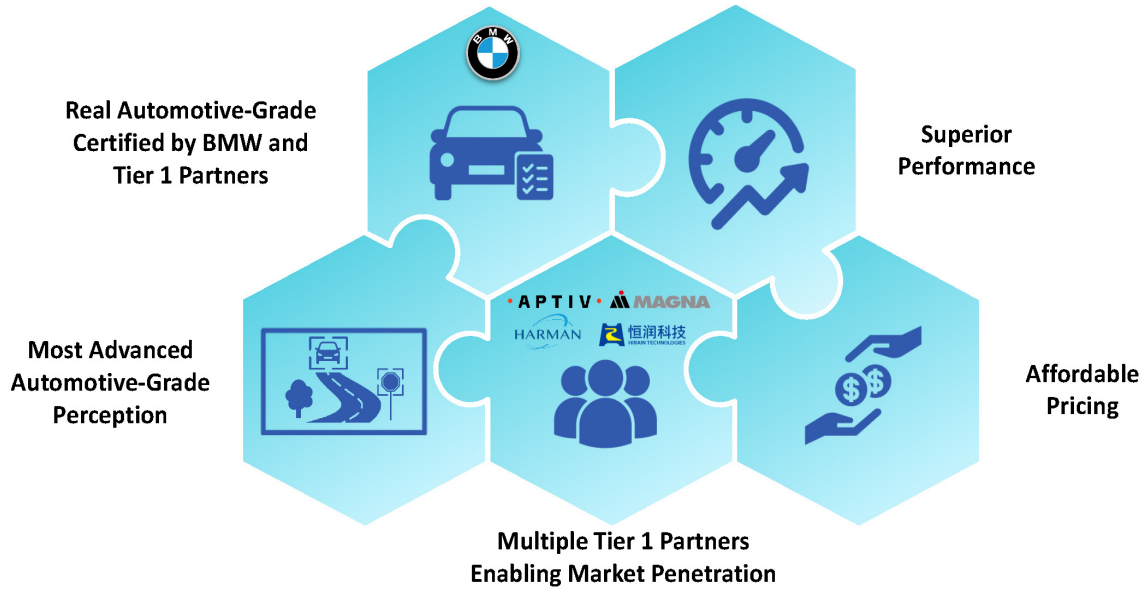 BMW
Real Automotive-Grade
Certified by BMW and
Tier 1 Partners
Superior
Performance
• APTIV •
MAGNA
HARMAN
恒润科技
HIRAIN TECHNOLOGIES
$ $
Most Advanced
Automotive-Grade
Perception
Affordable
Pricing
Multiple Tier 1 Partners
Enabling Market Penetration